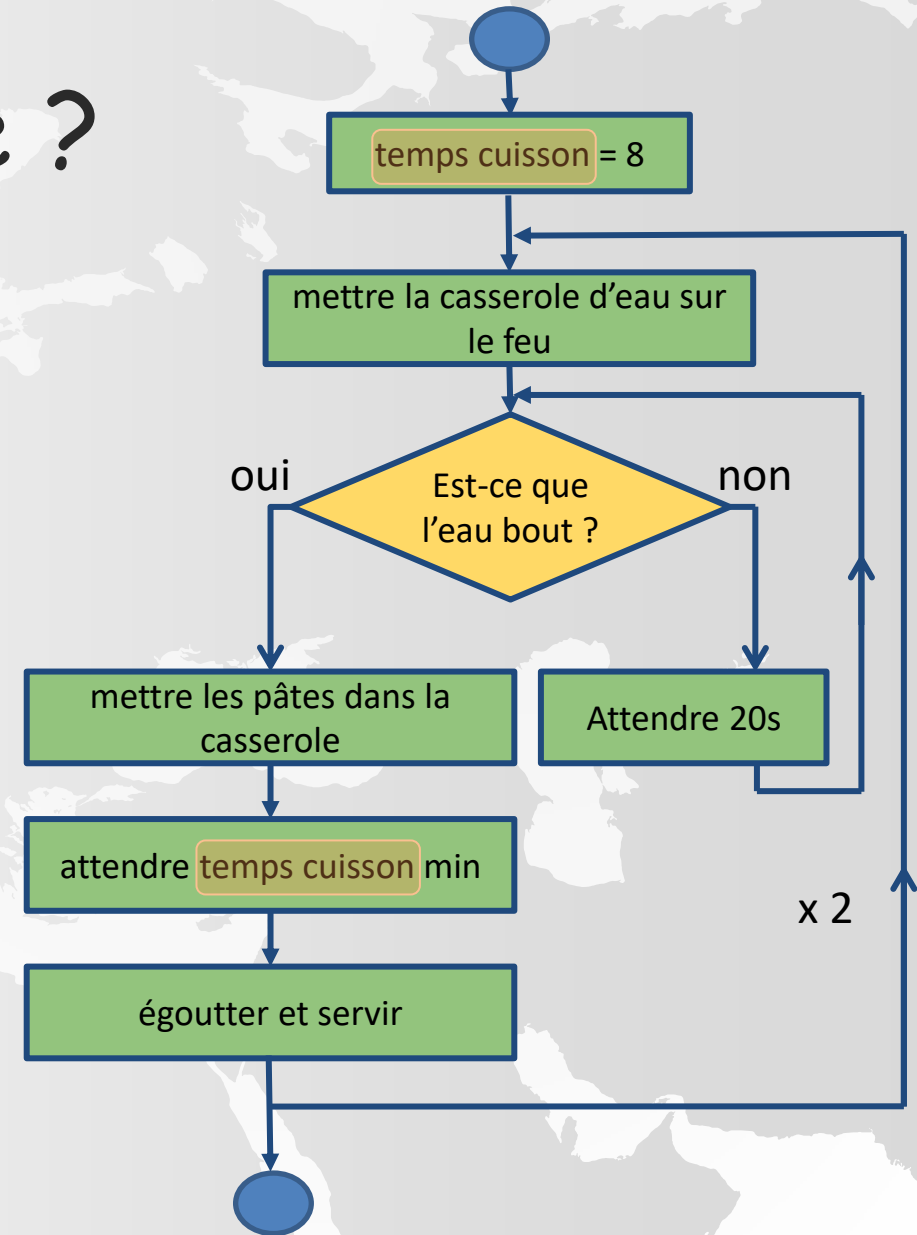 ?
temps cuisson = 8
mettre la casserole d’eau sur
le feu
oui
Est-ce que
l’eau bout ?
non
mettre les pâtes dans la
casserole
Attendre 20s
attendre temps cuisson min
x 2
égoutter et servir